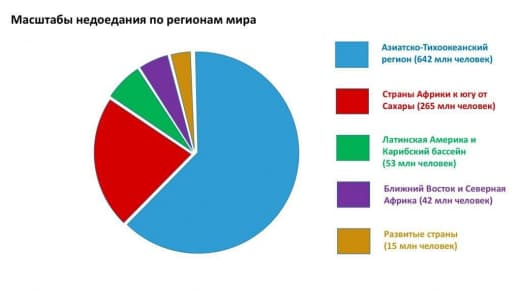 Масштабы недоедания по регионам мира
Азиатско-Тихоокеанский
регион (642 млн человек)
Страны Африки к югу от
Сахары (265 млн человек)
Латинская Америка и
Карибский бассейн
(53 млн человек)
Ближний Восток и Северная
Африка (42 млн человек)
Развитые страны
(15 млн человек)